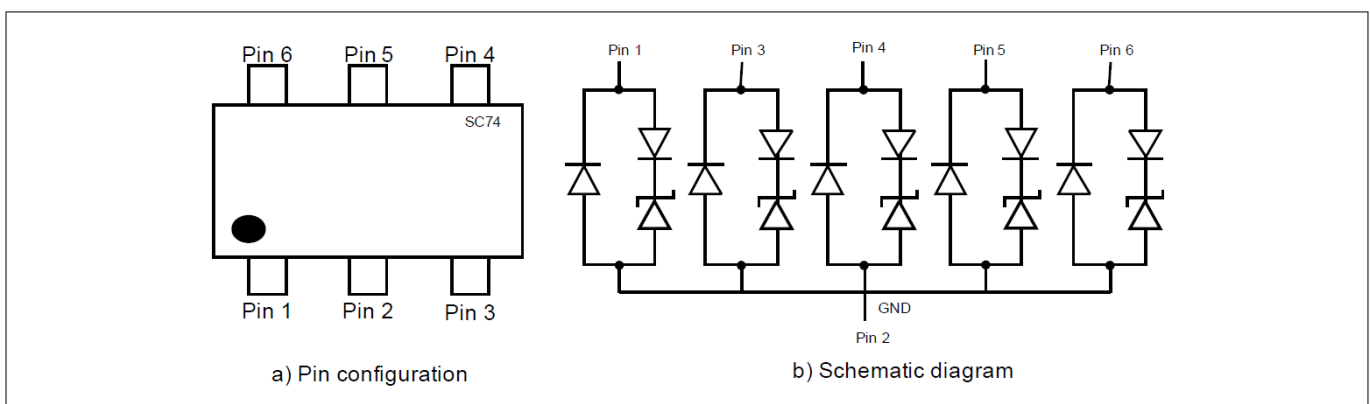 Pin 6 Pin 5 Pin 4
SC74
Pin 1 Pin 2 Pin 3
a) Pin configuration
Pin 1 Pin 3 Pin 4 Pin 5 Pin 6
GND
Pin 2
b) Schematic diagram